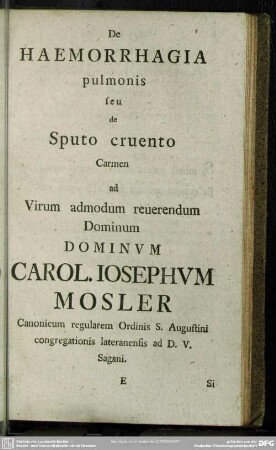 De
HAEMORRHAGIA
pulmonis
seu
de
Sputo cruento
Carmen
ad
Virum admodum reuerendum
Dominum
DOMINVM
CAROL. IOSEPHVM
MOSLER
Canonicum regularem Ordinis S. Augustini
congregationis lateranensis ad D. V.
Sagani.
E Si
DFG